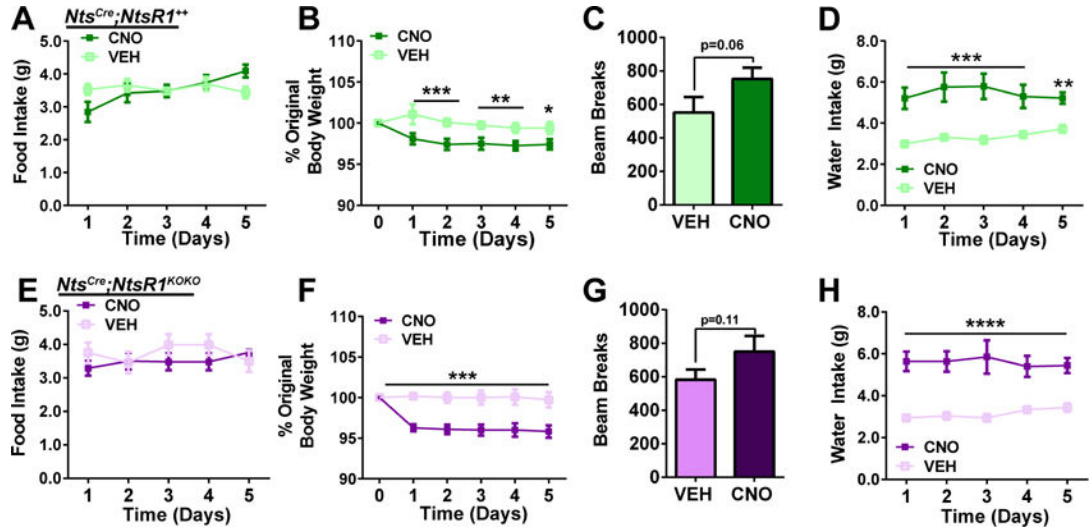 A
Nts^Cre;NtsR1^++
CNO
VEH
Food Intake (g)
5.0
4.0
3.0
2.0
1.0
0.0
1 2 3 4 5
Time (Days)
B
CNO
VEH
% Original
Body Weight
110
105
100
95
90
***
**
*
0 1 2 3 4 5
Time (Days)
C
Beam Breaks
1000
800
600
400
200
0
p=0.06
VEH CNO
D
Water Intake (g)
8.0
6.0
4.0
2.0
0.0
***
**
CNO
VEH
1 2 3 4 5
Time (Days)
E
Nts^Cre;NtsR1^KOKO
CNO
VEH
Food Intake (g)
5.0
4.0
3.0
2.0
1.0
0.0
1 2 3 4 5
Time (Days)
F
CNO
VEH
% Original
Body Weight
110
105
100
95
90
***
0 1 2 3 4 5
Time (Days)
G
Beam Breaks
1000
800
600
400
200
0
p=0.11
VEH CNO
H
Water Intake (g)
8.0
6.0
4.0
2.0
0.0
****
CNO
VEH
1 2 3 4 5
Time (Days)